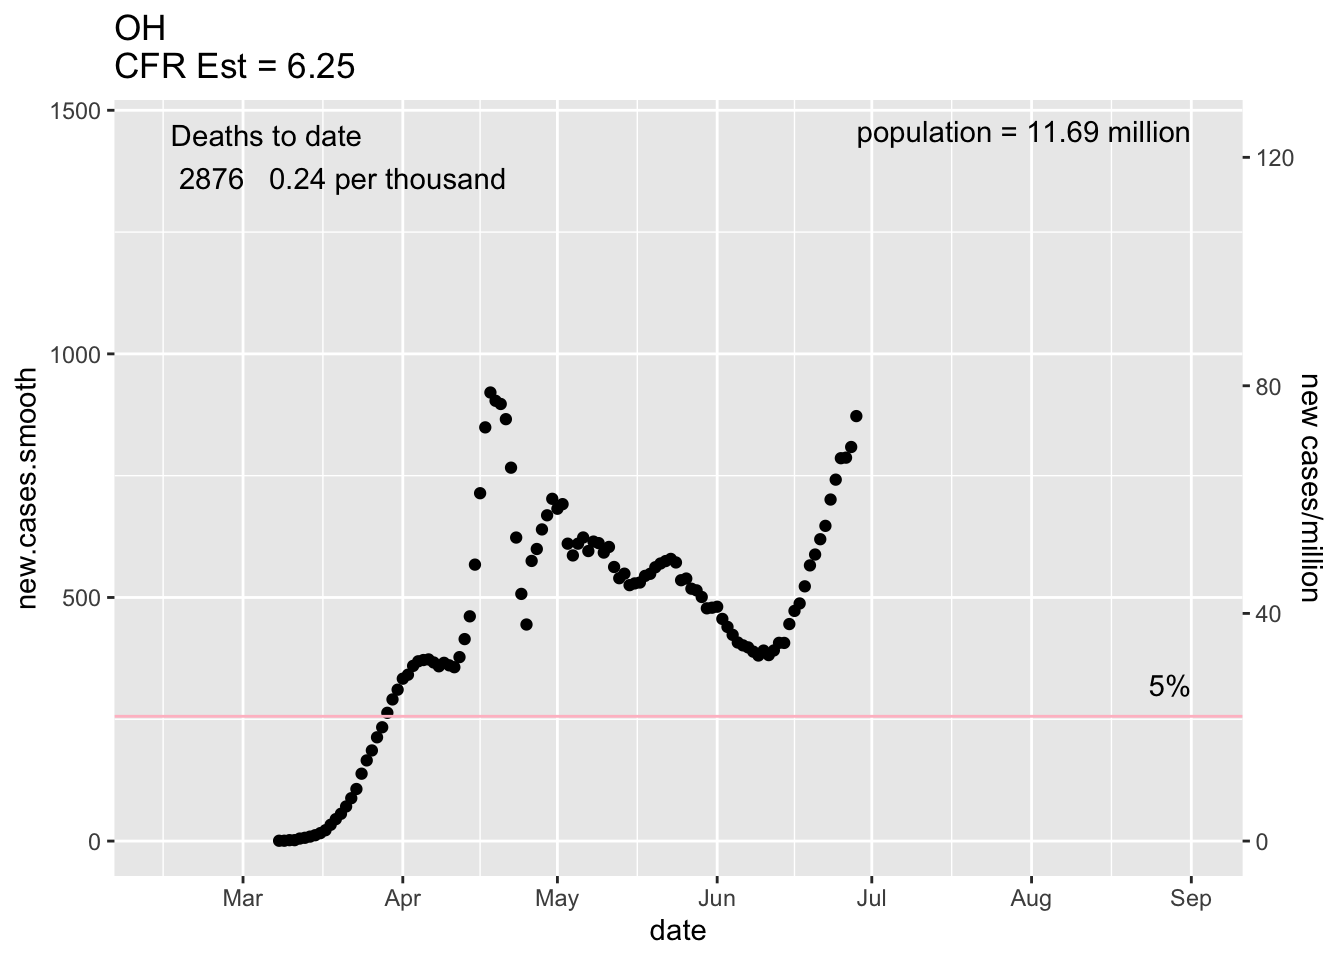 OH
CFR Est = 6.25
Deaths to date
2876 0.24 per thousand
population = 11.69 million
5%
new.cases.smooth
1500
1000
500
0
120
80
40
0
new cases/million
Mar Apr May Jun Jul Aug Sep
date